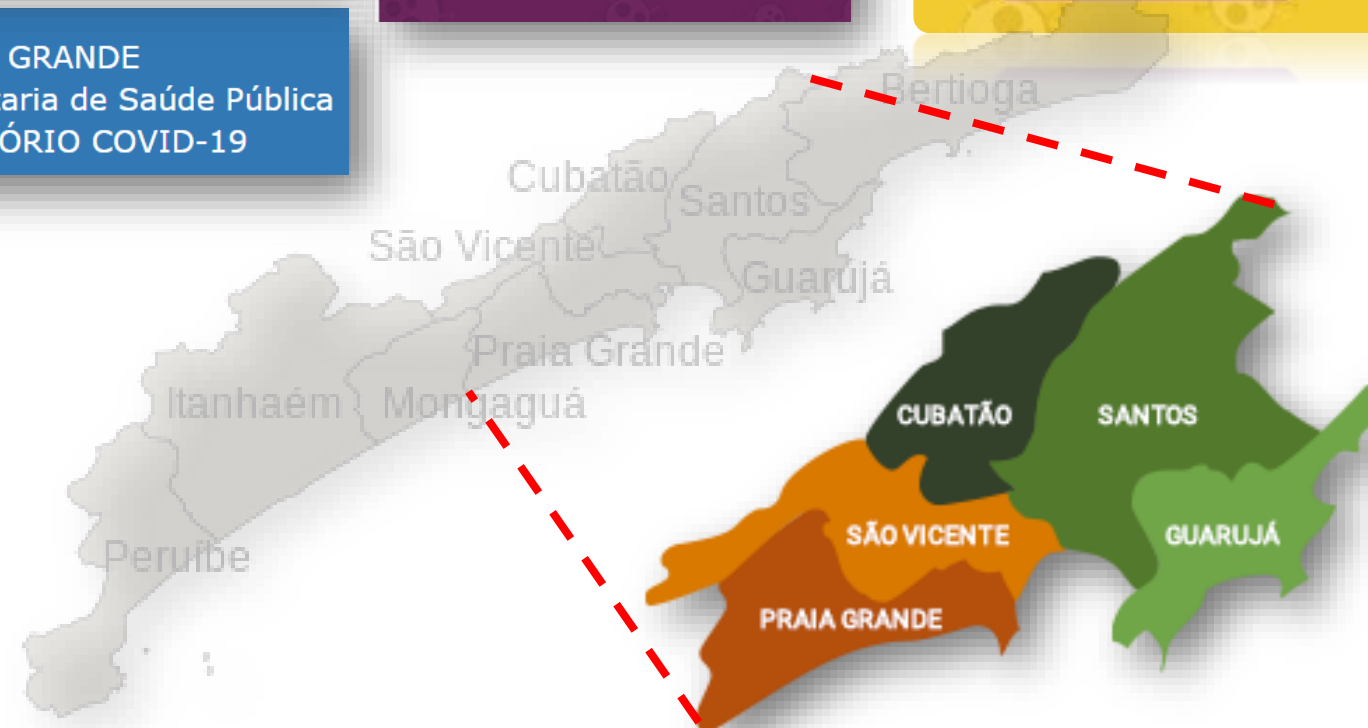 GRANDE
taria de Saúde Pública
ÓRIO COVID-19
Bertioga
Cubatão
Santos
São Vicente
Guarujá
Praia Grande
Itanhaém
Mongaguá
Peruíbe
CUBATÃO
SANTOS
SÃO VICENTE
GUARUJÁ
PRAIA GRANDE